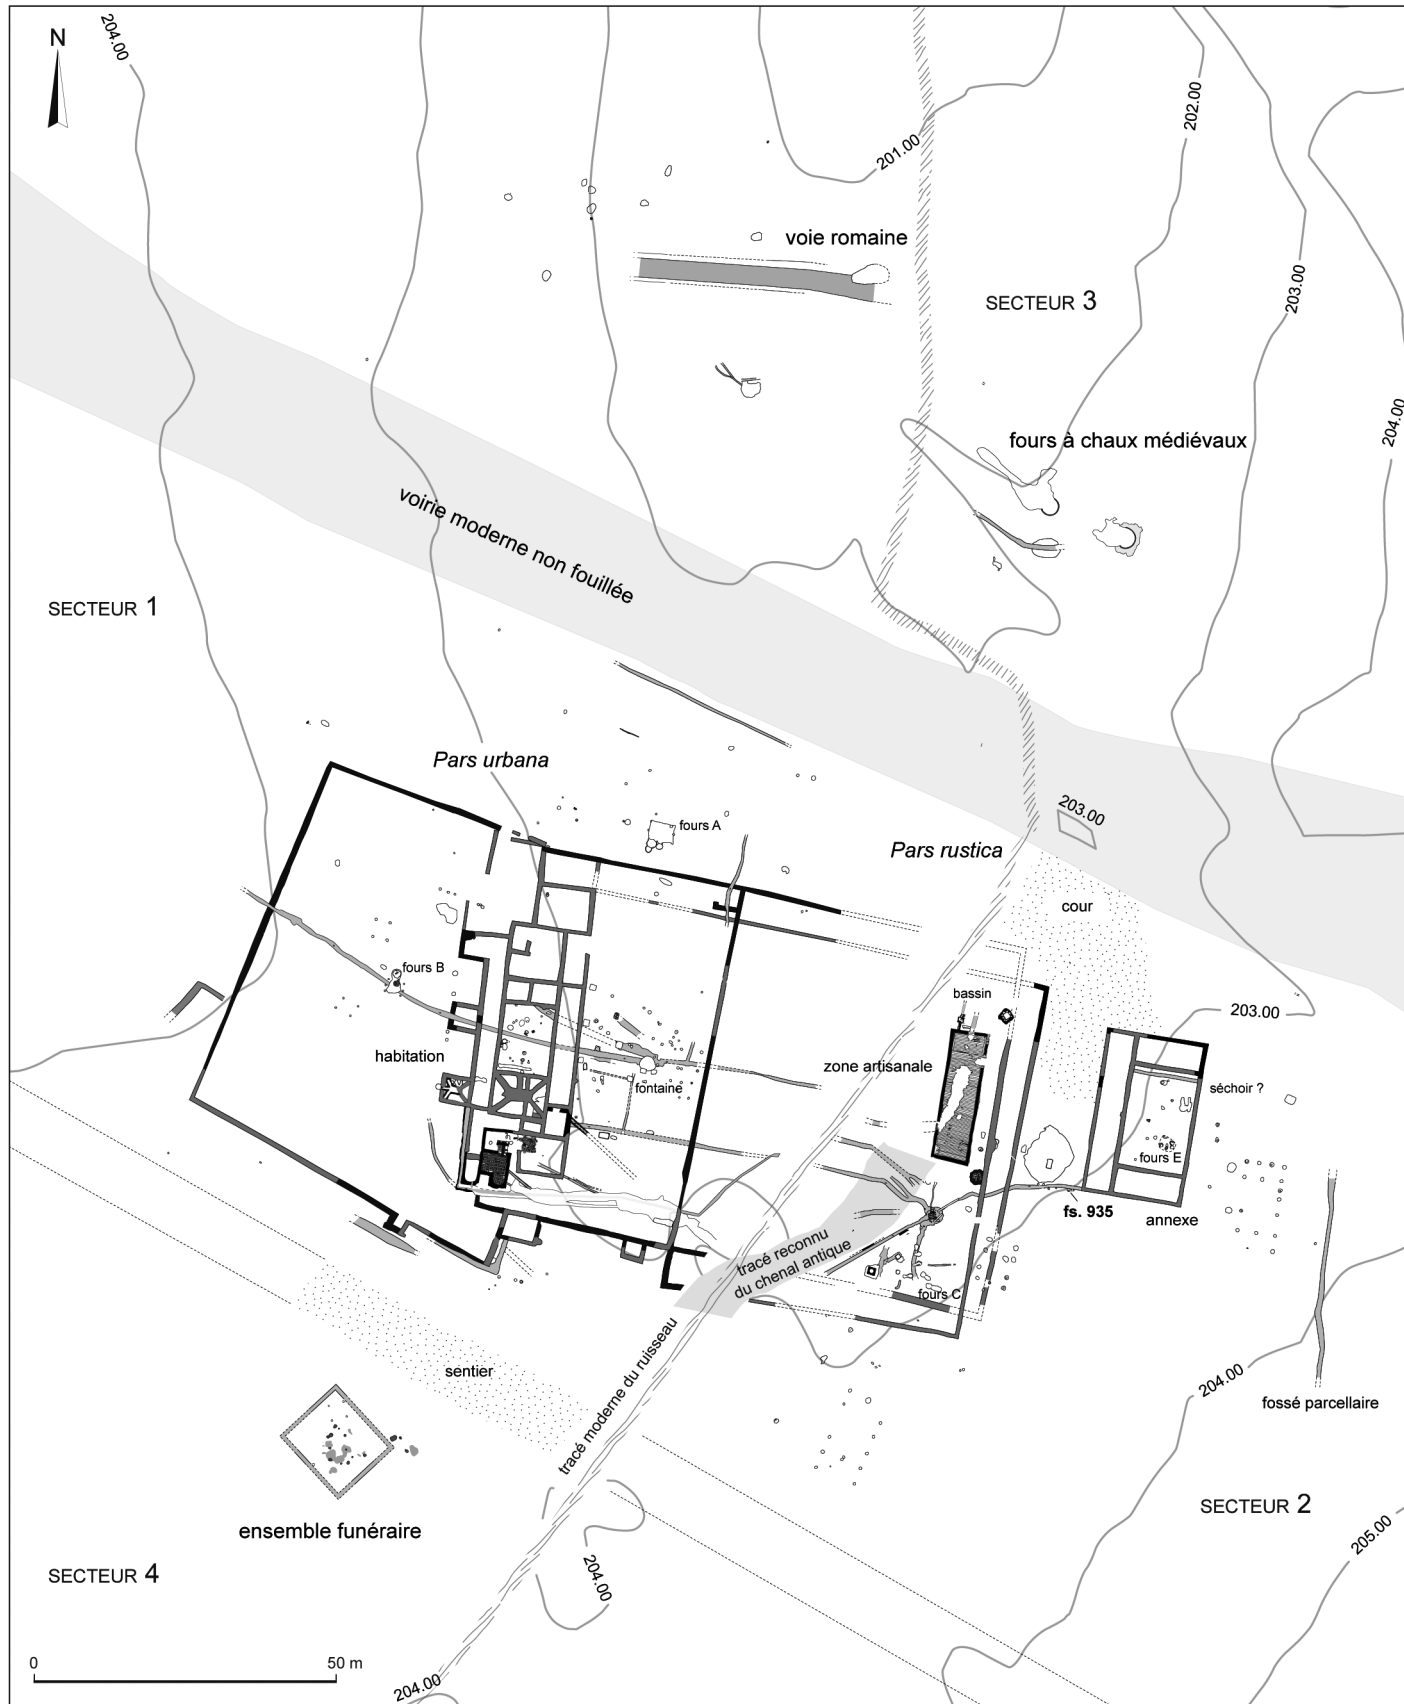 N
204.00
202.00
201.00
voie romaine
SECTEUR 3
203.00
204.00
fours à chaux médiévaux
voirie moderne non fouillée
SECTEUR 1
Pars urbana
203.00
fours A
Pars rustica
cour
fours B
bassin
203.00
habitation
zone artisanale
fontaine
séchoir ?
fours E
fs. 935
annexe
tracé reconnu
du chenal antique
fours C
tracé moderne du ruisseau
sentier
204.00
fossé parcellaire
SECTEUR 2
ensemble funéraire
205.00
SECTEUR 4
204.00
0
50 m
204.00